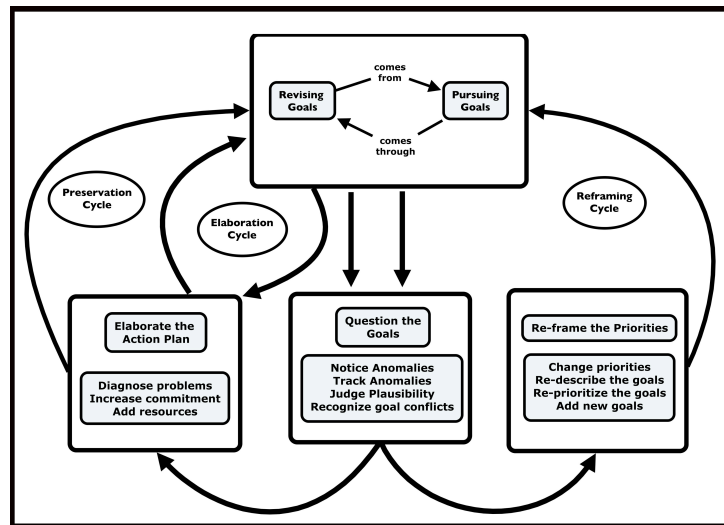 comes
from
Revising
Goals
Pursuing
Goals
comes
through
Preservation
Cycle
Elaboration
Cycle
Reframing
Cycle
Elaborate the
Action Plan
Diagnose problems
Increase commitment
Add resources
Question the
Goals
Notice Anomalies
Track Anomalies
Judge Plausibility
Recognize goal conflicts
Re-frame the Priorities
Change priorities
Re-describe the goals
Re-prioritize the goals
Add new goals